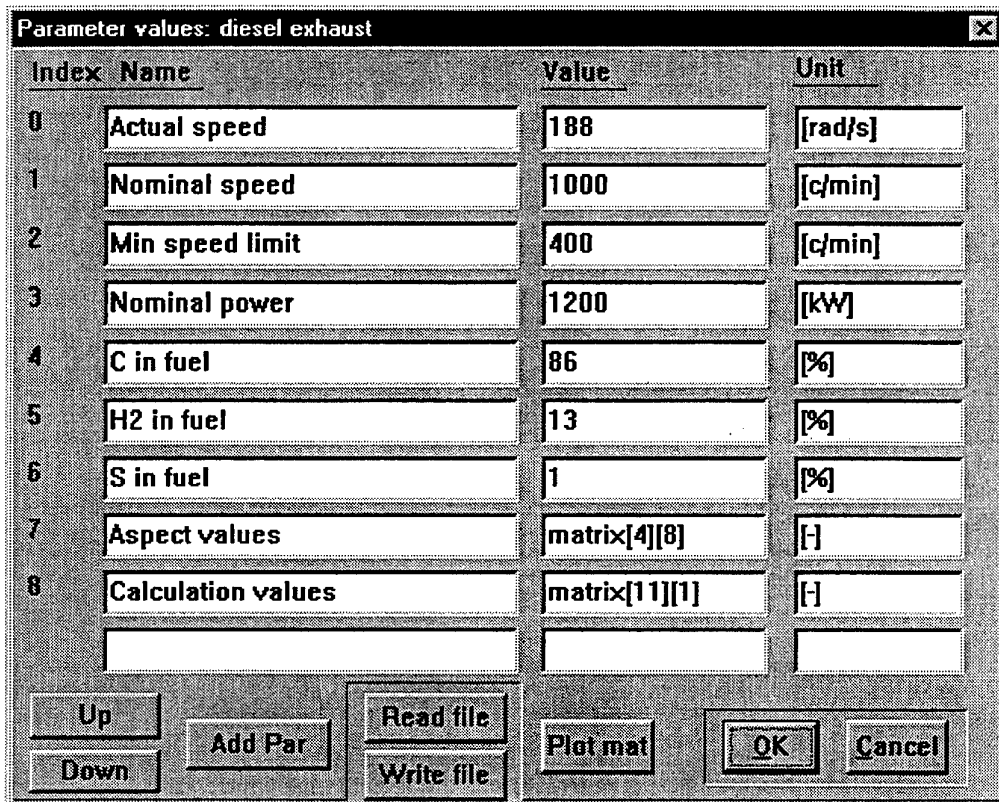 Parameter values: diesel exhaust
Index Name Value Unit
0 Actual speed 188 [rad/s]
1 Nominal speed 1000 [c/min]
2 Min speed limit 400 [c/min]
3 Nominal power 1200 [kW]
4 C in fuel 86 [%]
5 H2 in fuel 13 [%]
6 S in fuel 1 [%]
7 Aspect values matrix[4][8] [-]
8 Calculation values matrix[11][1] [-]
Up Add Par Read file Plot mat OK Cancel
Down Write file